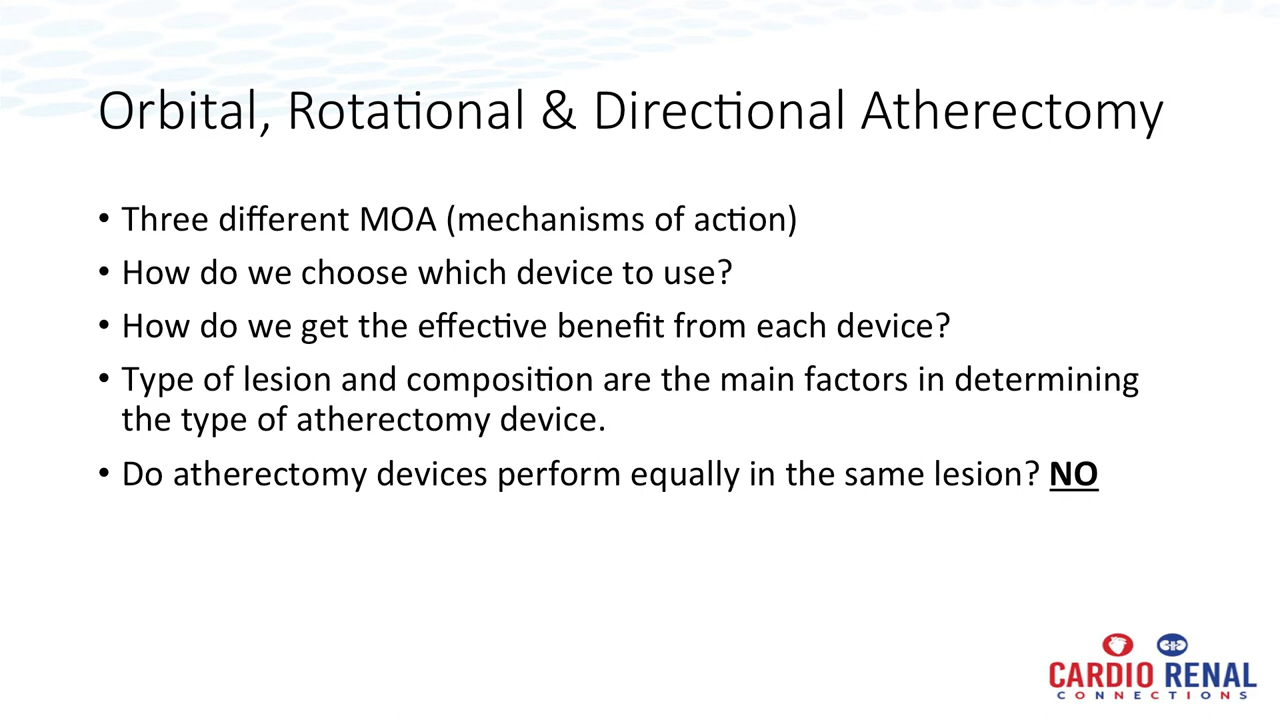 Orbital, Rotational & Directional Atherectomy
• Three different MOA (mechanisms of action)
• How do we choose which device to use?
• How do we get the effective benefit from each device?
• Type of lesion and composition are the main factors in determining
the type of atherectomy device.
• Do atherectomy devices perform equally in the same lesion? NO
CARDIO RENAL
CONNECTIONS